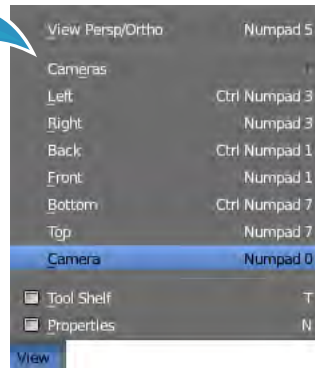 View Persp/Ortho Numpad 5
Cameras
Left Ctrl Numpad 3
Right Numpad 3
Back Ctrl Numpad 1
Front Numpad 1
Bottom Ctrl Numpad 7
Top Numpad 7
Camera Numpad 0
Tool Shelf T
Properties N
View